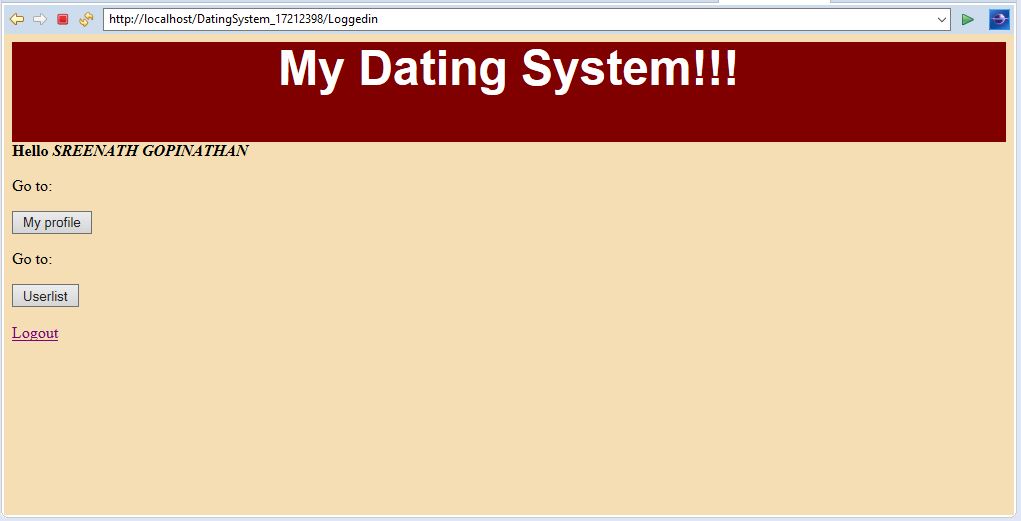 http://localhost/DatingSystem_17212398/Loggedin
My Dating System!!!
Hello SREENATH GOPINATHAN
Go to:
My profile
Go to:
Userlist
Logout